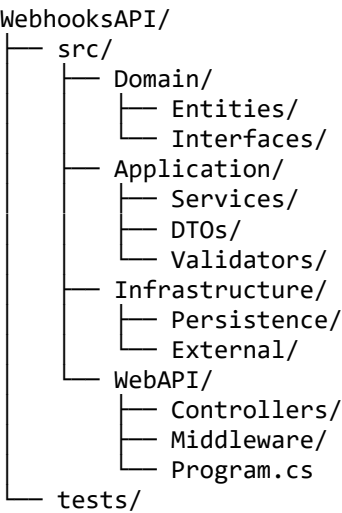 WebhooksAPI/
├── src/
│   ├── Domain/
│   │   ├── Entities/
│   │   └── Interfaces/
│   ├── Application/
│   │   ├── Services/
│   │   ├── DTOs/
│   │   └── Validators/
│   ├── Infrastructure/
│   │   ├── Persistence/
│   │   └── External/
│   └── WebAPI/
│       ├── Controllers/
│       ├── Middleware/
│       └── Program.cs
└── tests/